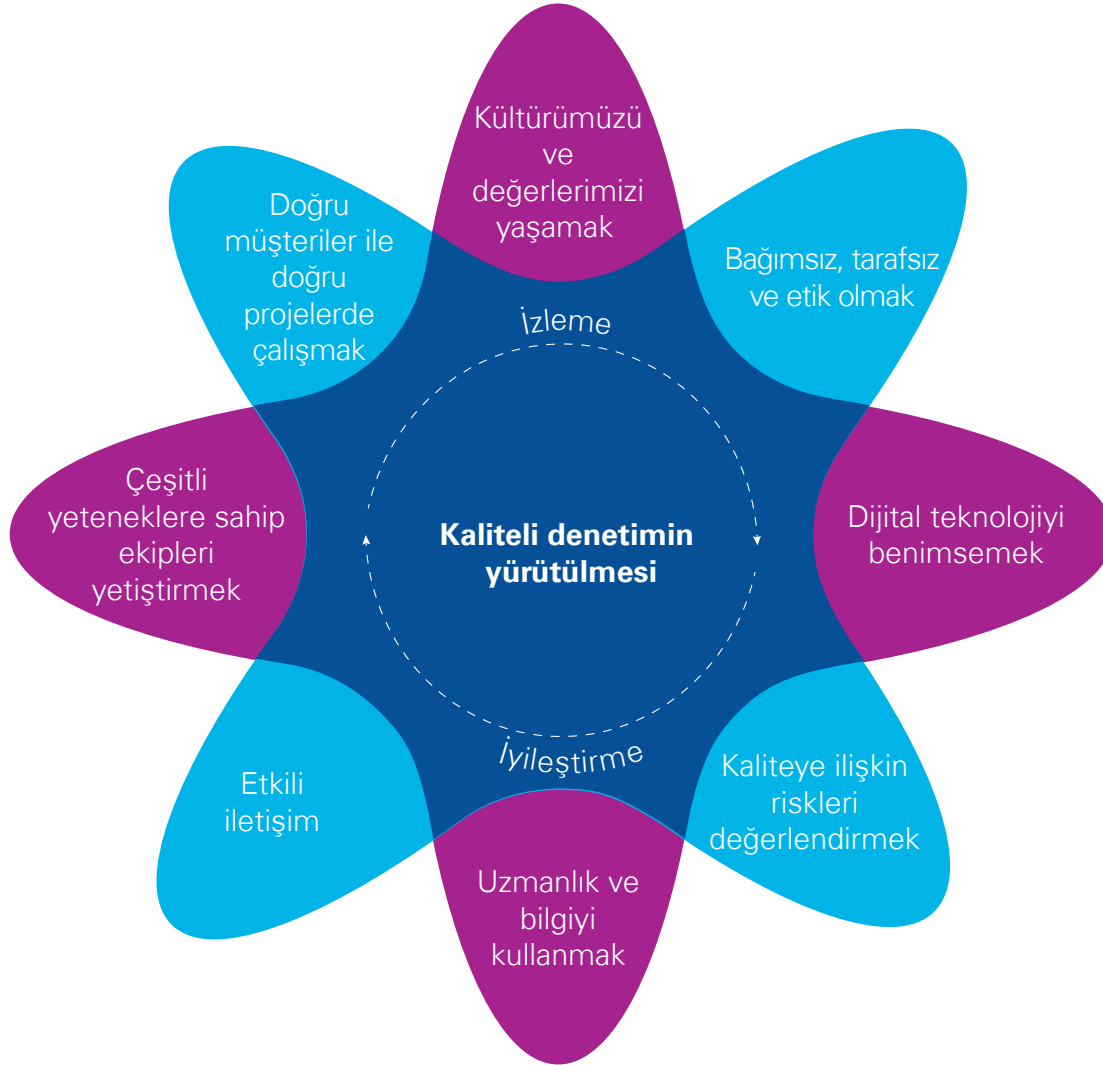 Kültürümüzü
ve
değerlerimizi
yaşamak
Bağımsız, tarafsız
ve etik olmak
Dijital teknolojiyi
benimsemek
Kaliteye ilişkin
riskleri
değerlendirmek
Uzmanlık ve
bilgiyi
kullanmak
Etkili
iletişim
Çeşitli
yeteneklere sahip
ekipleri
yetiştirmek
Doğru
müşteriler ile
doğru
projelerde
çalışmak
İzleme
Kaliteli denetimin
yürütülmesi
İyileştirme